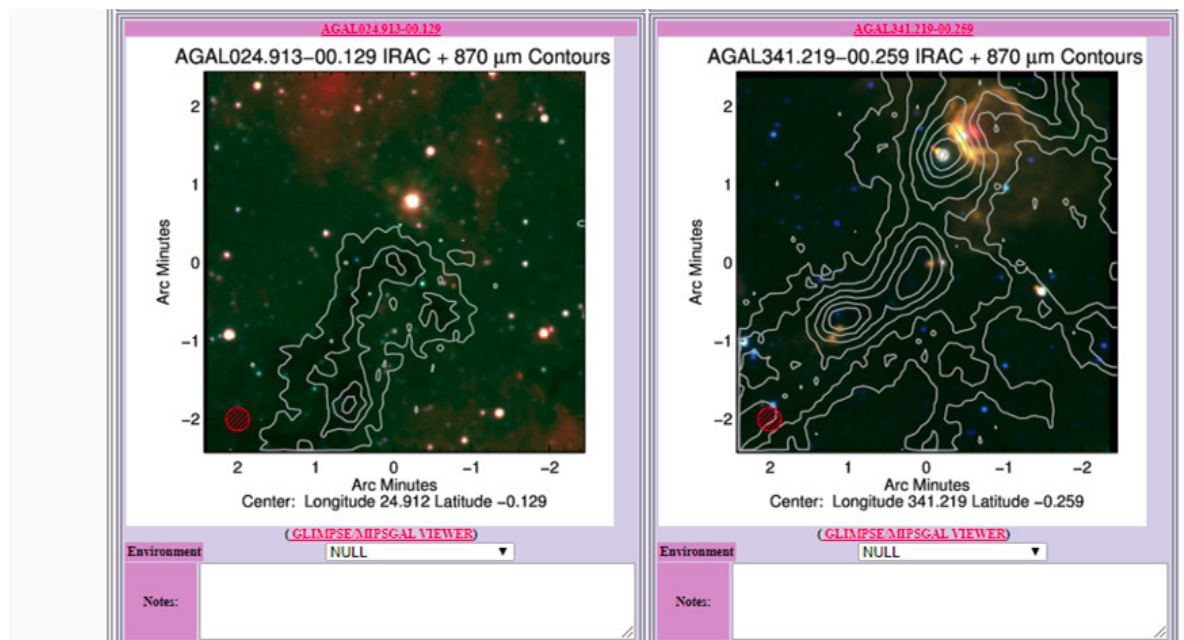 AGAL024.913-00.129
AGAL024.913−00.129 IRAC + 870 μm Contours
Arc Minutes
2
1
0
−1
−2
2 1 0 −1 −2
Arc Minutes
Center: Longitude 24.912 Latitude −0.129
( GLIMPSE/MIPSGAL VIEWER)
Environment NULL
Notes:
AGAL341.219-00.259
AGAL341.219−00.259 IRAC + 870 μm Contours
Arc Minutes
2
1
0
−1
−2
2 1 0 −1 −2
Arc Minutes
Center: Longitude 341.219 Latitude −0.259
( GLIMPSE/MIPSGAL VIEWER)
Environment NULL
Notes: